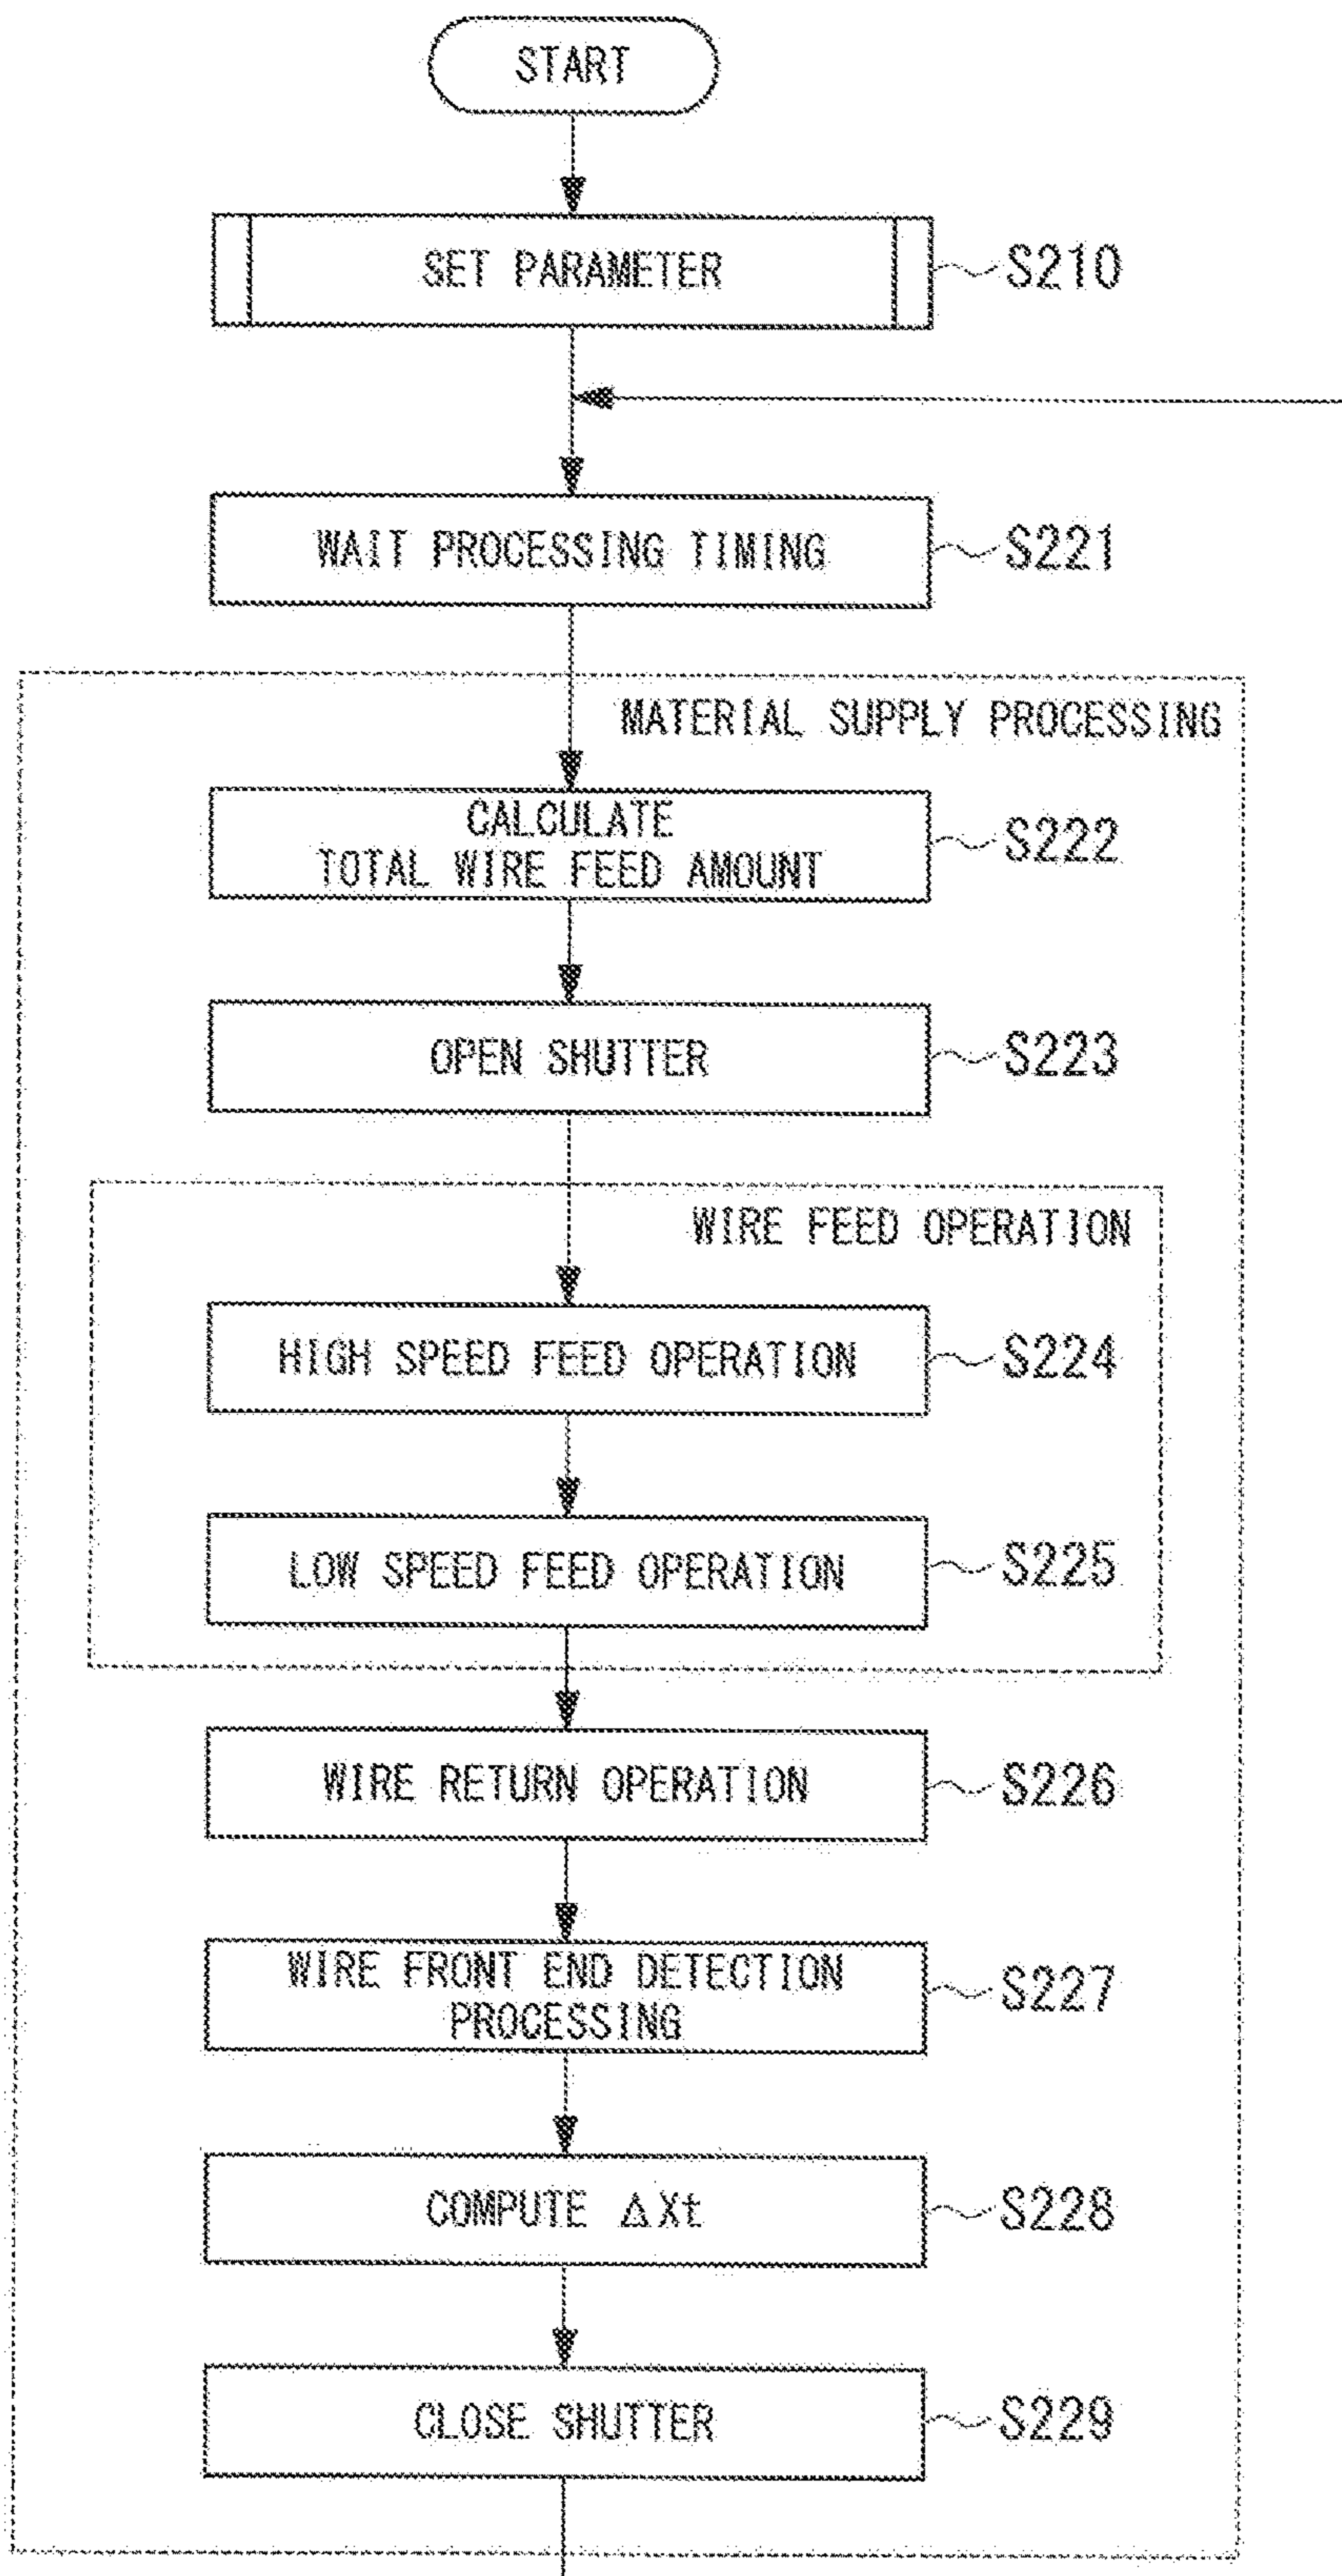 START
SET PARAMETER
S210
WAIT PROCESSING TIMING
S221
MATERIAL SUPPLY PROCESSING
CALCULATE
TOTAL WIRE FEED AMOUNT
S222
OPEN SHUTTER
S223
WIRE FEED OPERATION
HIGH SPEED FEED OPERATION
S224
LOW SPEED FEED OPERATION
S225
WIRE RETURN OPERATION
S226
WIRE FRONT END DETECTION
PROCESSING
S227
COMPUTE ΔXt
S228
CLOSE SHUTTER
S229